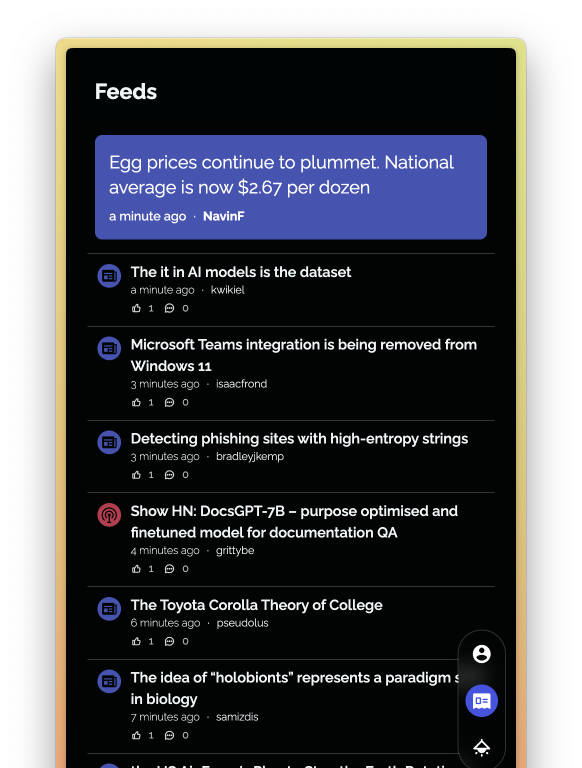 Feeds
Egg prices continue to plummet. National
average is now $2.67 per dozen
a minute ago · NavinF
The it in AI models is the dataset
a minute ago · kwikiel
1 0
Microsoft Teams integration is being removed from
Windows 11
3 minutes ago · isaacfrond
1 0
Detecting phishing sites with high-entropy strings
3 minutes ago · bradleyjkemp
1 0
Show HN: DocsGPT-7B – purpose optimised and
finetuned model for documentation QA
4 minutes ago · grittybe
1 0
The Toyota Corolla Theory of College
6 minutes ago · pseudolus
1 0
The idea of “holobionts” represents a paradigm
in biology
7 minutes ago · samizdis
1 0